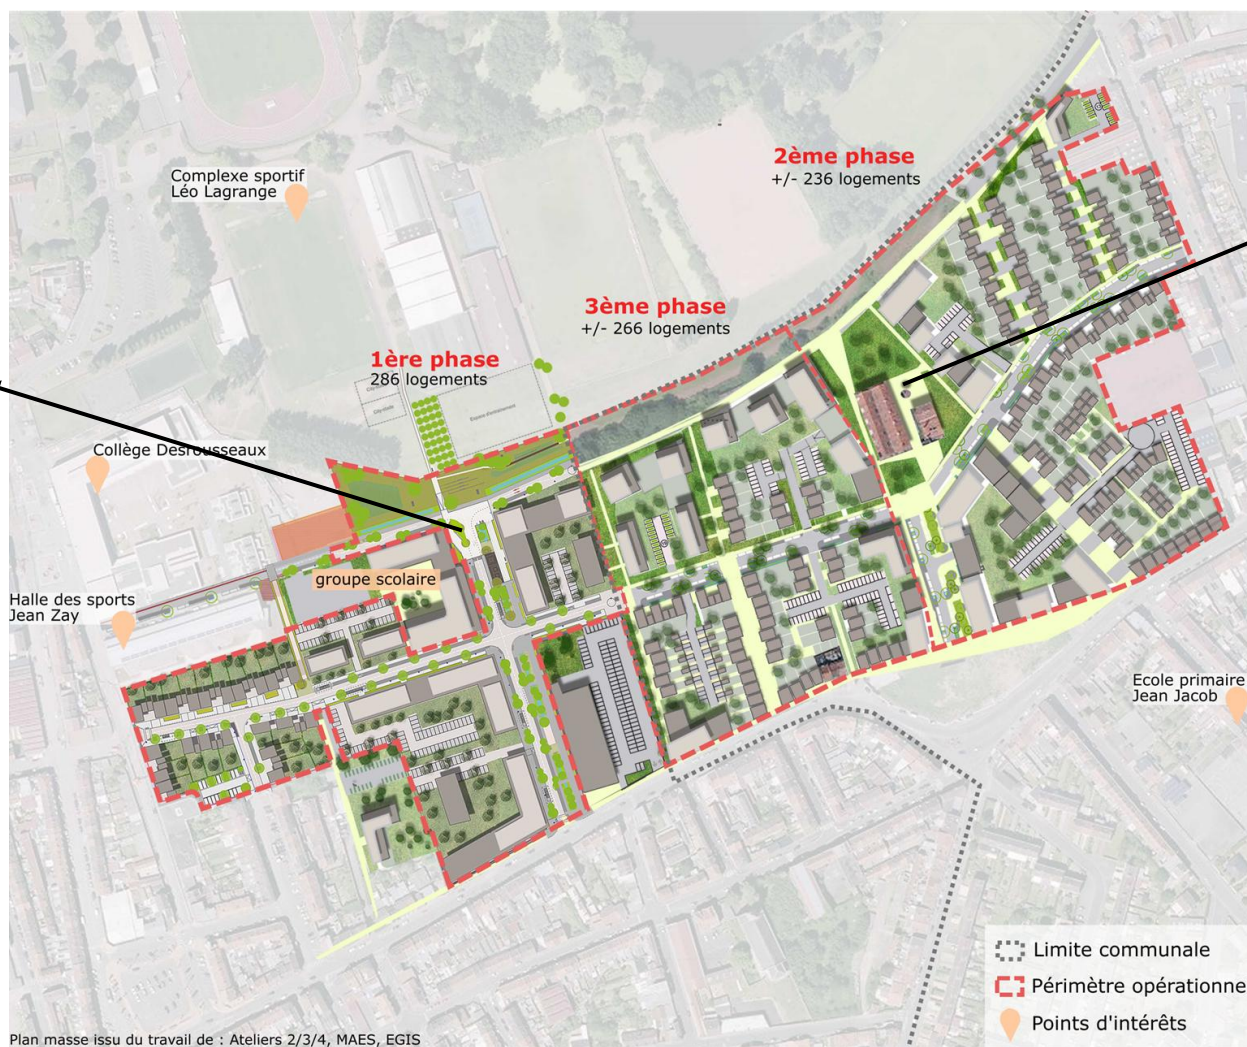 Complexe sportif
Léo Lagrange
2ème phase
+/- 236 logements
3ème phase
+/- 266 logements
1ère phase
286 logements
Espace d'entraînement
Collège Desrousseaux
groupe scolaire
Halle des sports
Jean Zay
Ecole primaire
Jean Jacob
Limite communale
Périmètre opérationne
Points d'intérêts
Plan masse issu du travail de : Ateliers 2/3/4, MAES, EGIS